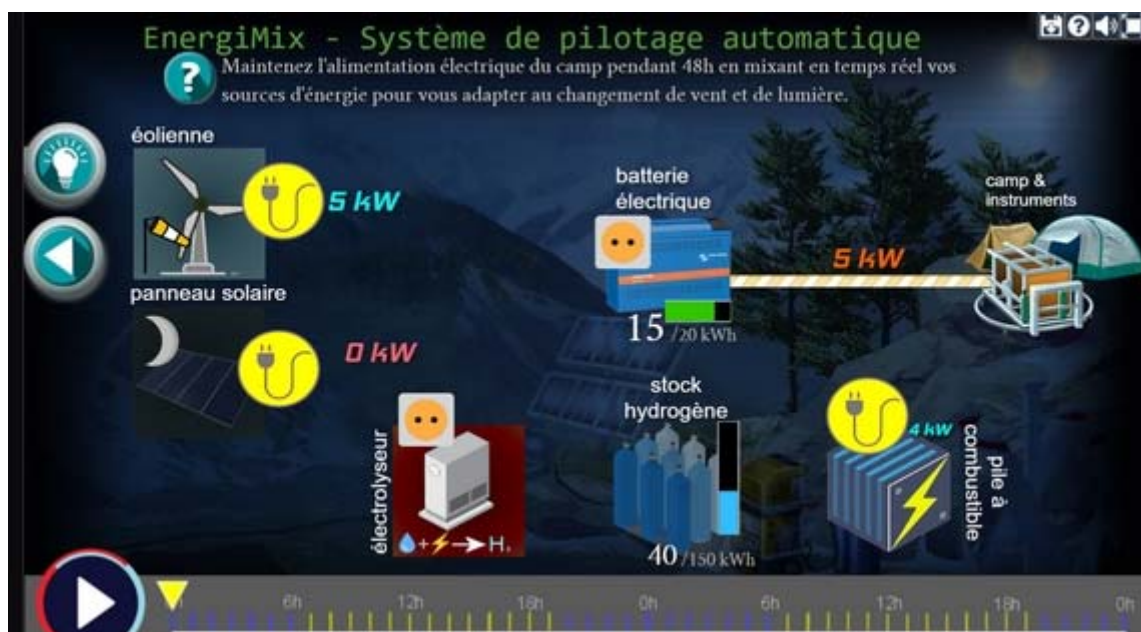 EnergiMix - Système de pilotage automatique
? Maintenez l'alimentation électrique du camp pendant 48h en mixant en temps réel vos
sources d'énergie pour vous adapter au changement de vent et de lumière.
?
éolienne
5 kW
panneau solaire
0 kW
batterie
électrique
15 /20 kWh
5 kW
camp &
instruments
électrolyseur
stock
hydrogène
40 /150 kWh
4 kW
pile à
combustible
6h 12h 18h 0h 6h 12h 18h 0h